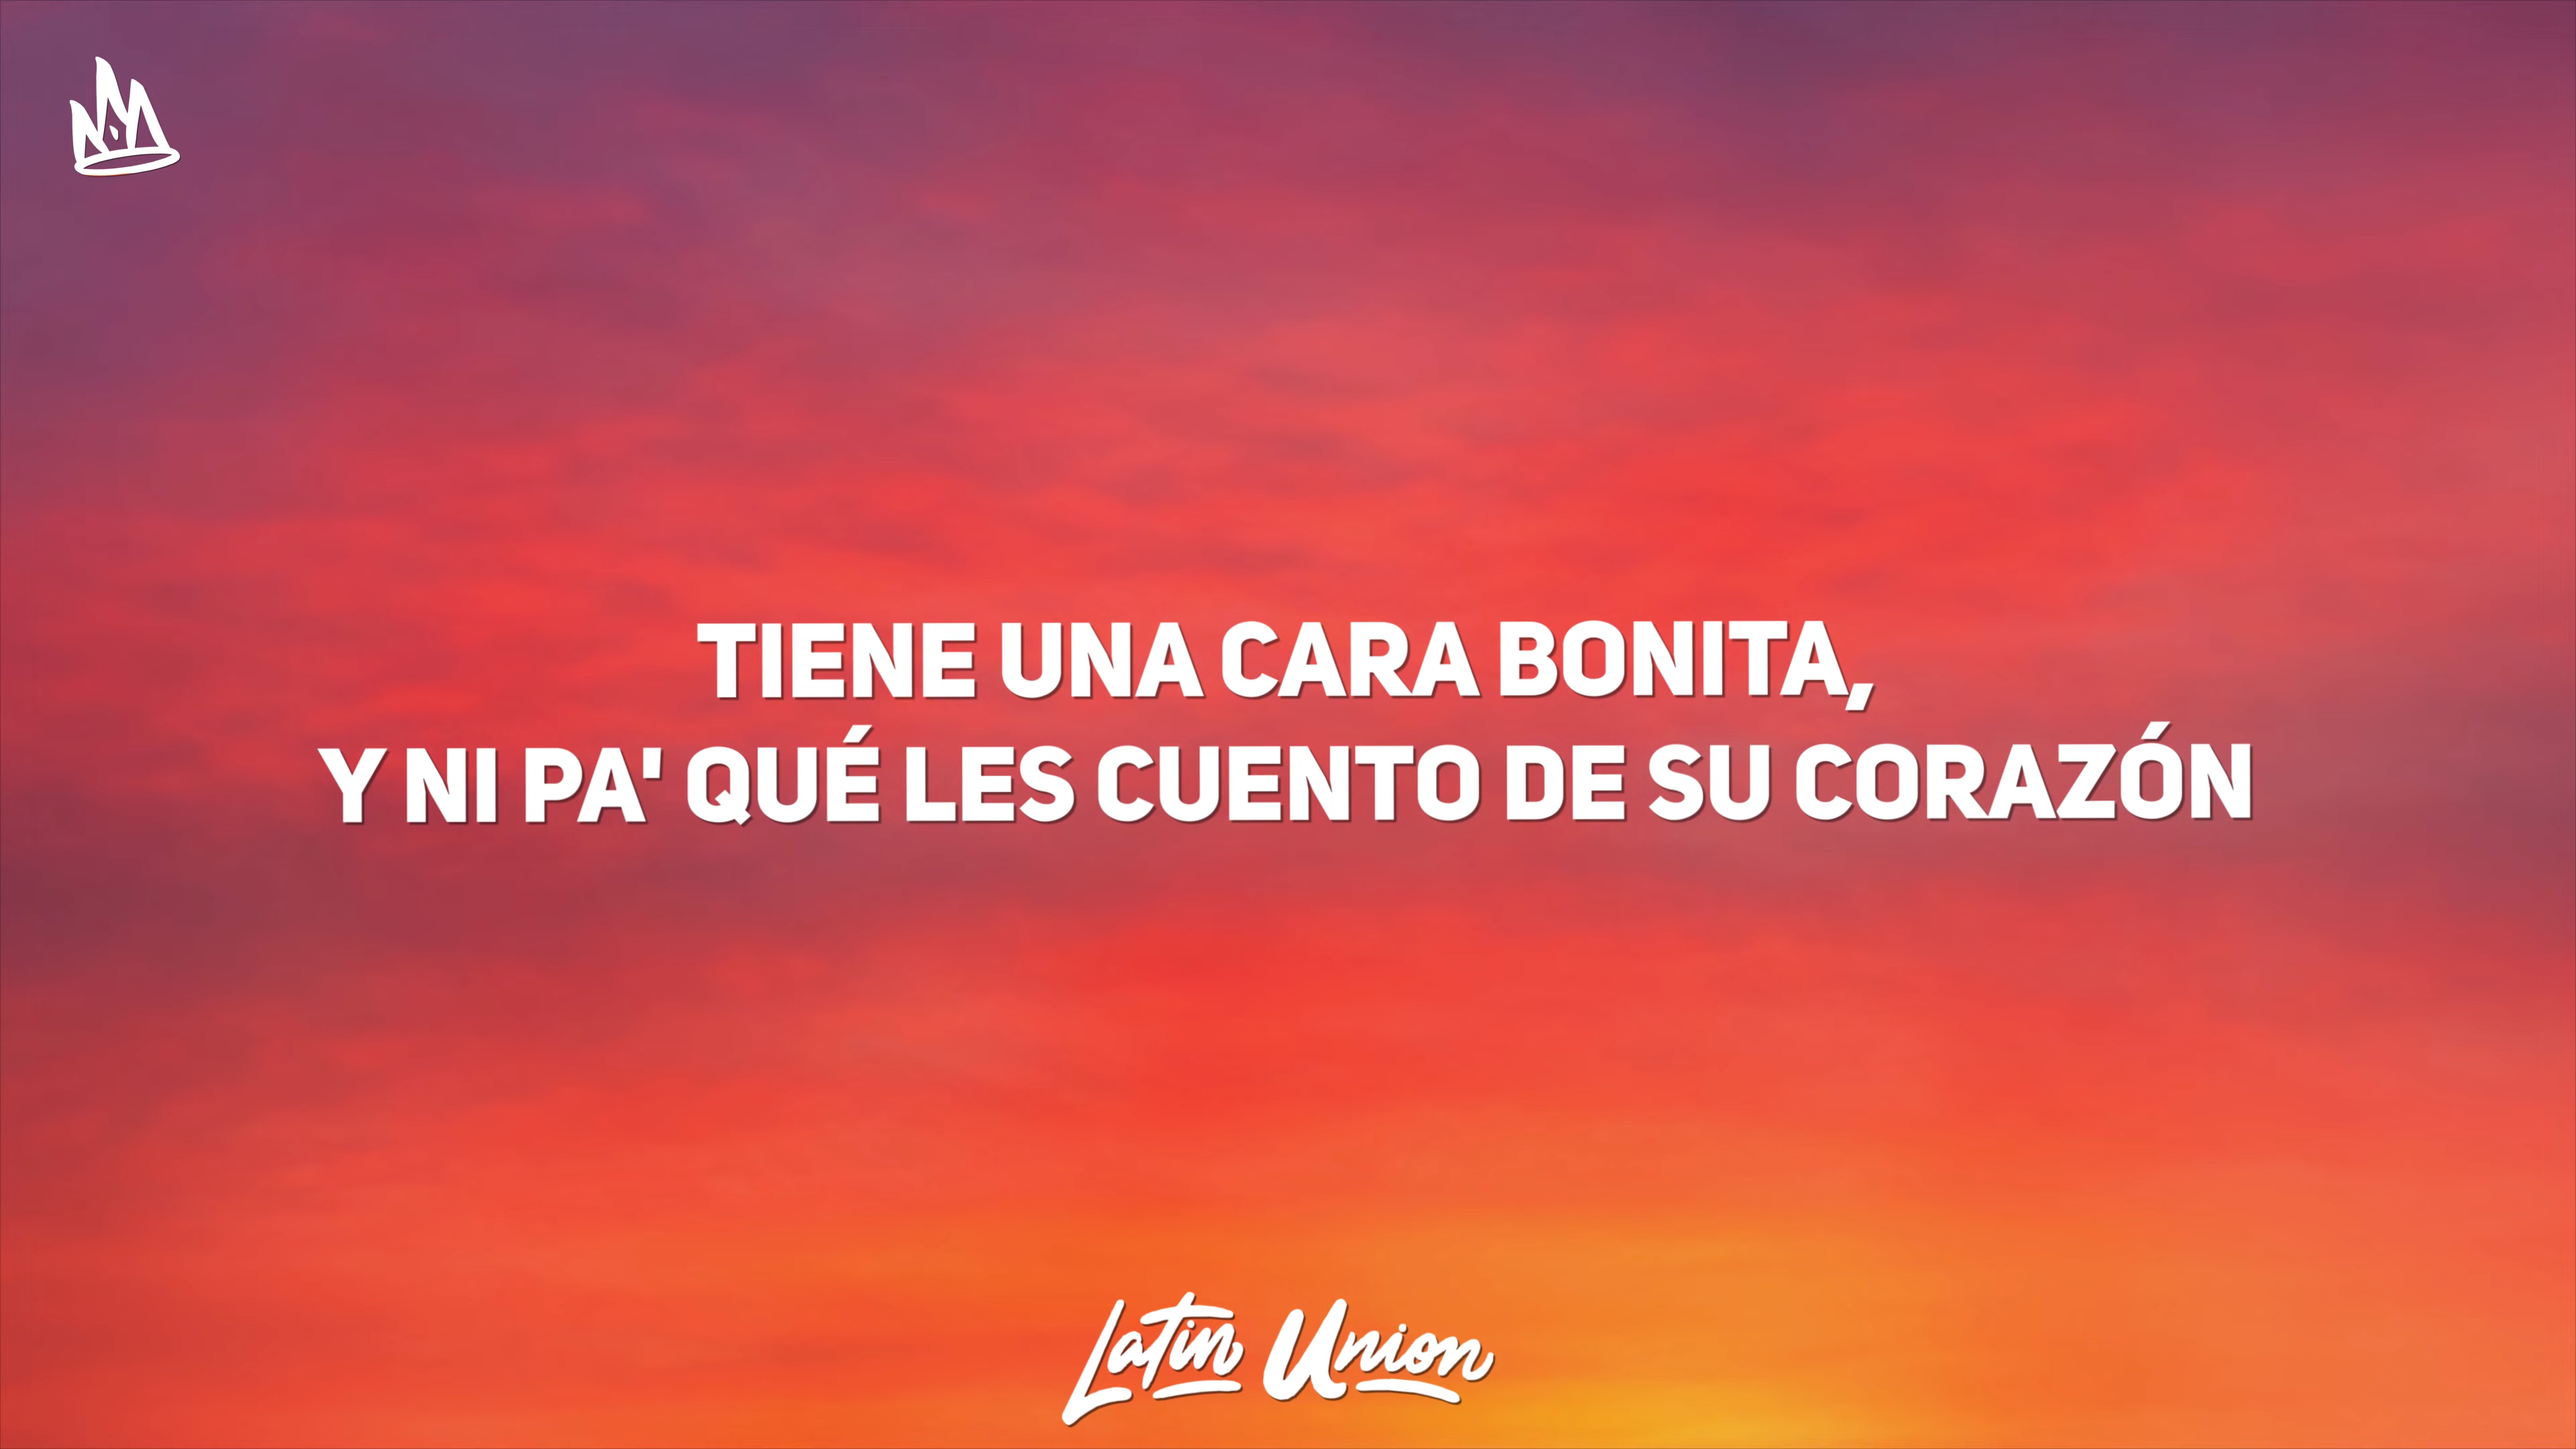 TIENE UNA CARA BONITA,
Y NI PA' QUÉ LES CUENTO DE SU CORAZÓN
Latin Union